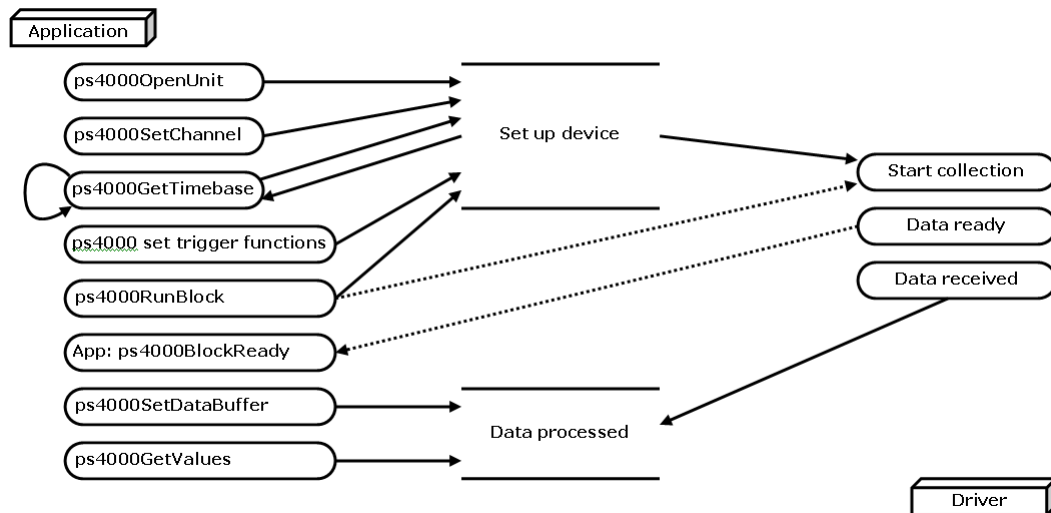 Application
ps4000OpenUnit
ps4000SetChannel
Set up device
ps4000GetTimebase
Start collection
ps4000 set trigger functions
Data ready
ps4000RunBlock
Data received
App: ps4000BlockReady
ps4000SetDataBuffer
Data processed
ps4000GetValues
Driver